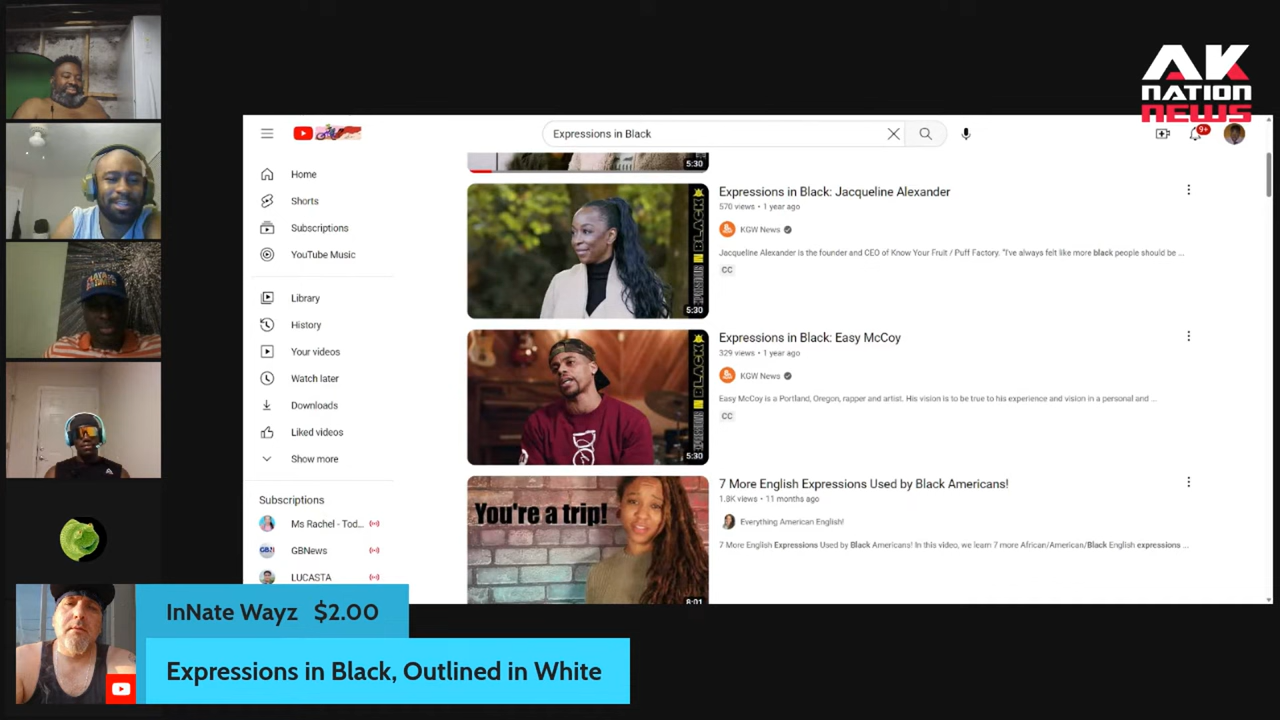 AK
NATION
NEWS
Expressions in Black
9+
Home
Shorts
Subscriptions
YouTube Music
Library
History
Your videos
Watch later
Downloads
Liked videos
Show more
Subscriptions
Ms Rachel - Tod...
GBNews
LUCASTA
5:30
5:30
Expressions in Black: Jacqueline Alexander
570 views • 1 year ago
KGW News
Jacqueline Alexander is the founder and CEO of Know Your Fruit / Puff Factory. "I've always felt like more black people should be ...
CC
5:30
Expressions in Black: Easy McCoy
329 views • 1 year ago
KGW News
Easy McCoy is a Portland, Oregon, rapper and artist. His vision is to be true to his experience and vision in a personal and ...
CC
You're a trip!
8:01
7 More English Expressions Used by Black Americans!
1.8K views • 11 months ago
Everything American English!
7 More English Expressions Used by Black Americans! In this video, we learn 7 more African/American/Black English expressions ...
InNate Wayz $2.00
Expressions in Black, Outlined in White